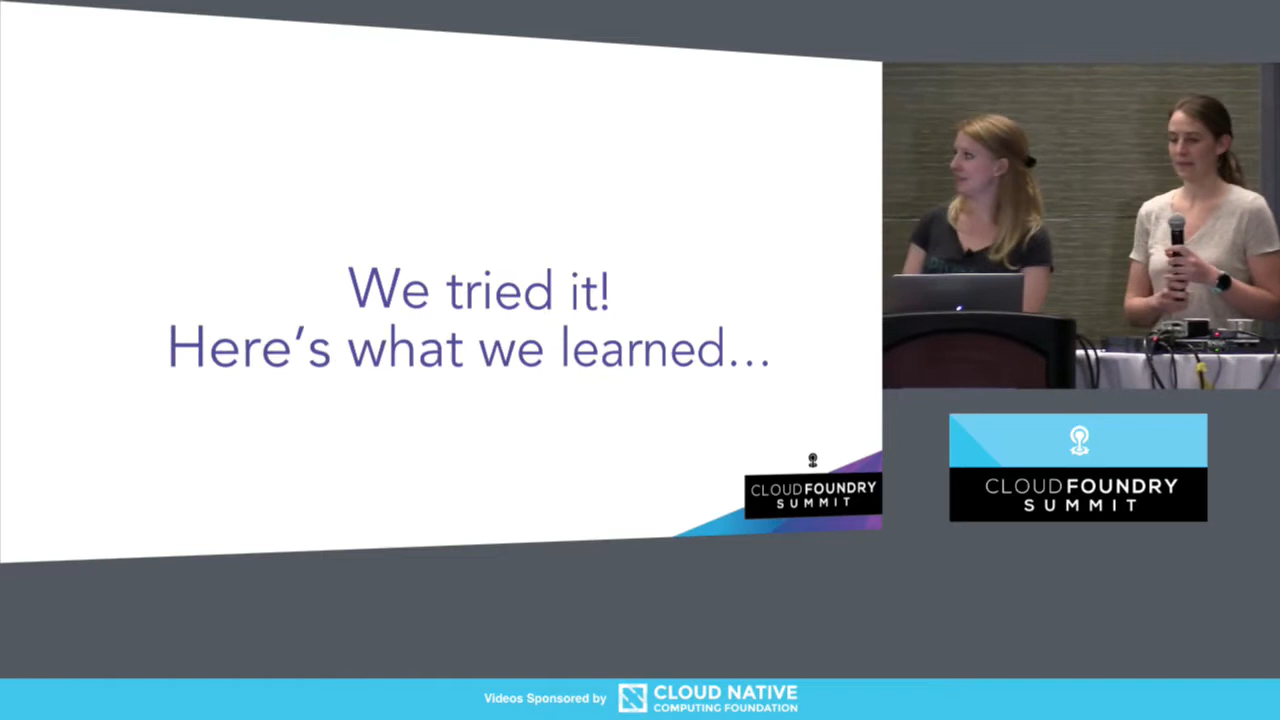 We tried it!
Here's what we learned...
CLOUDFOUNDRY
SUMMIT
CLOUDFOUNDRY
SUMMIT
Videos Sponsored by
CLOUD NATIVE
COMPUTING FOUNDATION